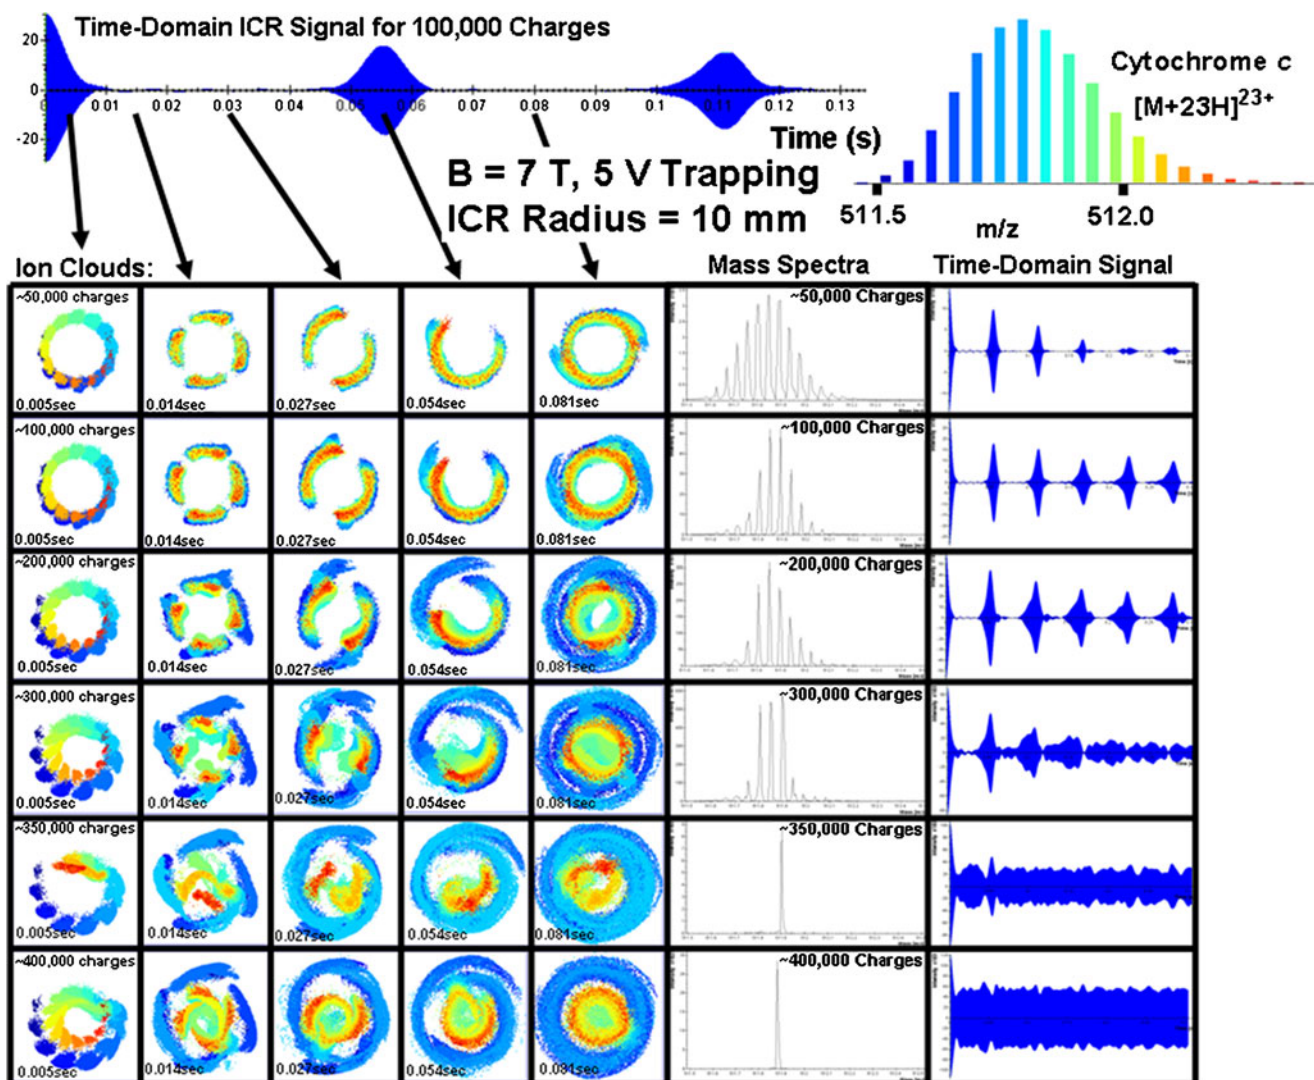 Time-Domain ICR Signal for 100,000 Charges
20
0
-20
0.01 0.02 0.03 0.04 0.05 0.06 0.07 0.08 0.09 0.1 0.11 0.12 0.13
Time (s)
Cytochrome c
[M+23H]23+
B = 7 T, 5 V Trapping
ICR Radius = 10 mm
511.5 512.0
m/z
Ion Clouds: Mass Spectra Time-Domain Signal
~50,000 charges ~50,000 Charges
0.005sec 0.014sec 0.027sec 0.054sec 0.081sec
~100,000 charges ~100,000 Charges
0.005sec 0.014sec 0.027sec 0.054sec 0.081sec
~200,000 charges ~200,000 Charges
0.005sec 0.014sec 0.027sec 0.054sec 0.081sec
~300,000 charges ~300,000 Charges
0.005sec 0.014sec 0.027sec 0.054sec 0.081sec
~350,000 charges ~350,000 Charges
0.005sec 0.014sec 0.027sec 0.054sec 0.081sec
~400,000 charges ~400,000 Charges
0.005sec 0.014sec 0.027sec 0.054sec 0.081sec